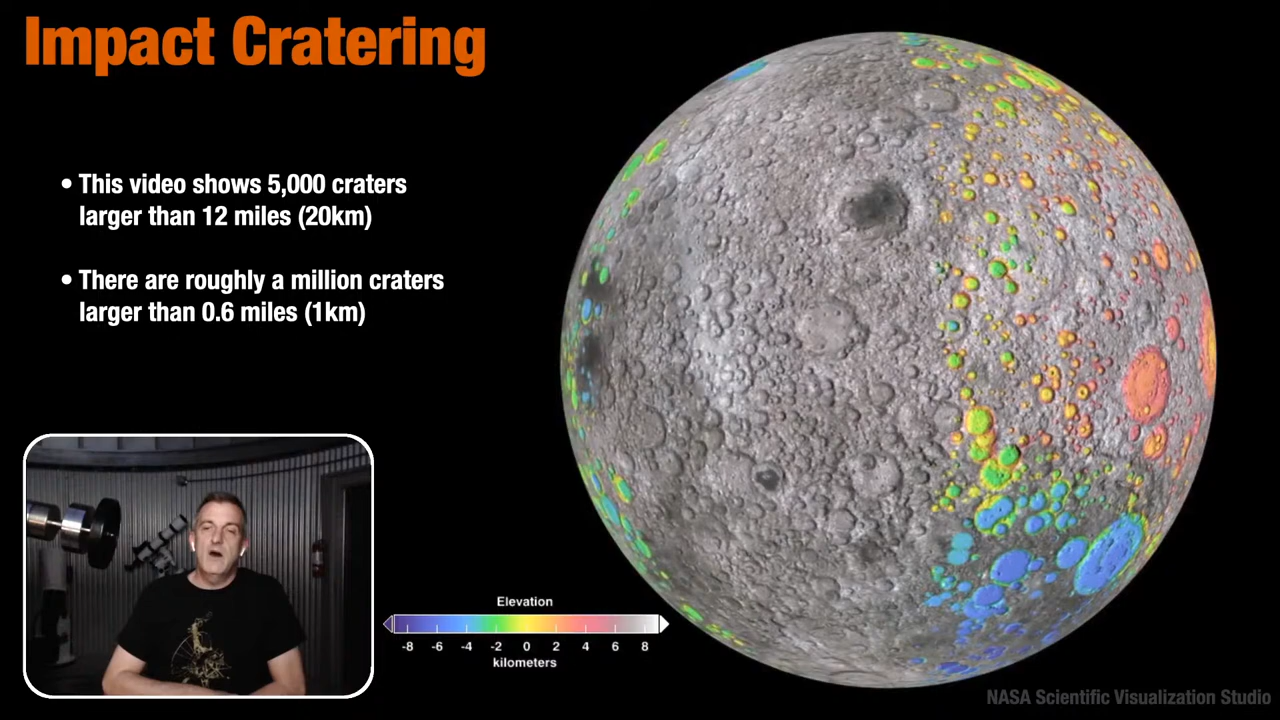 Impact Cratering
• This video shows 5,000 craters
larger than 12 miles (20km)
• There are roughly a million craters
larger than 0.6 miles (1km)
Elevation
-8 -6 -4 -2 0 2 4 6 8
kilometers
NASA Scientific Visualization Studio